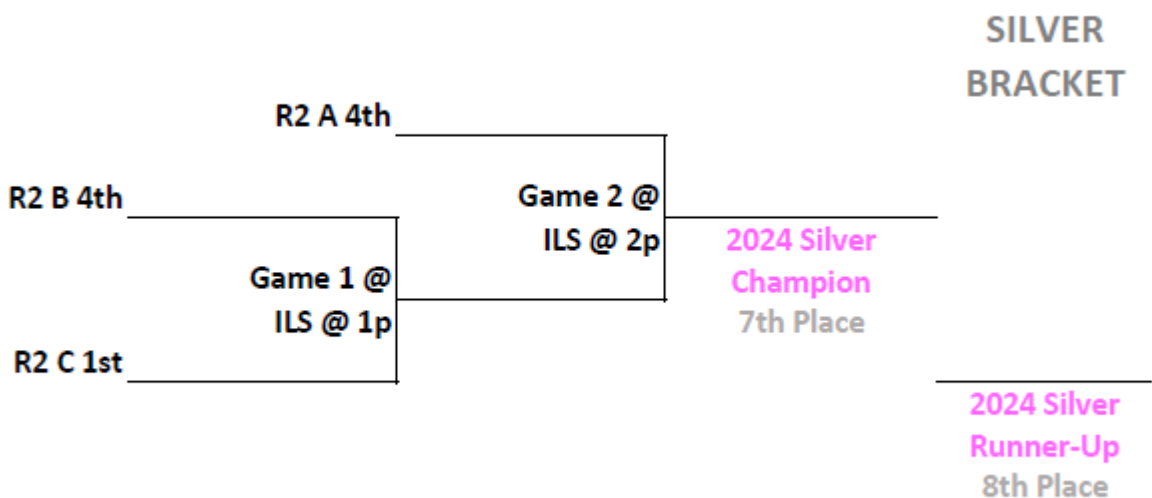 SILVER
BRACKET
R2 A 4th
R2 B 4th
Game 2 @
ILS @ 2p
2024 Silver
Champion
7th Place
Game 1 @
ILS @ 1p
R2 C 1st
2024 Silver
Runner-Up
8th Place